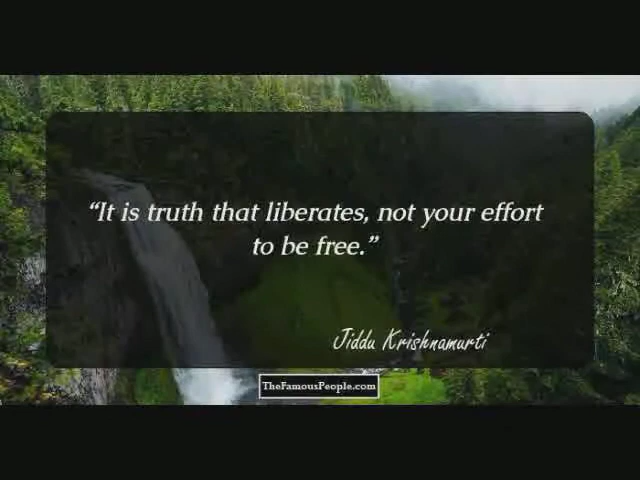 “It is truth that liberates, not your effort
to be free.”
Jiddu Krishnamurti
TheFamousPeople.com